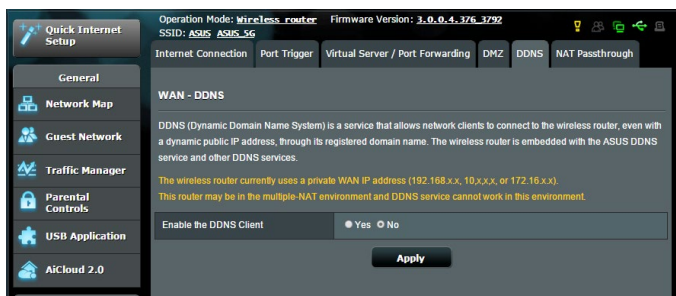 Quick Internet
Setup
Operation Mode: Wireless router Firmware Version: 3.0.0.4.376_3792
SSID: ASUS ASUS_5G
Internet Connection Port Trigger Virtual Server / Port Forwarding DMZ DDNS NAT Passthrough
General
Network Map
Guest Network
Traffic Manager
Parental
Controls
USB Application
AiCloud 2.0
WAN - DDNS
DDNS (Dynamic Domain Name System) is a service that allows network clients to connect to the wireless router, even with
a dynamic public IP address, through its registered domain name. The wireless router is embedded with the ASUS DDNS
service and other DDNS services.
The wireless router currently uses a private WAN IP address (192.168.x.x, 10,x,x,x, or 172.16.x.x).
This router may be in the multiple-NAT environment and DDNS service cannot work in this environment.
Enable the DDNS Client Yes No
Apply